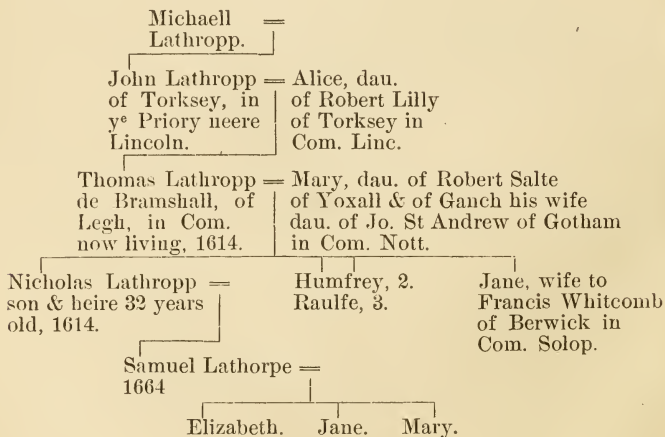 Michaell =
Lathropp.
John Lathropp = Alice, dau.
of Torksey, in of Robert Lilly
yᵉ Priory neere of Torksey in
Lincoln. Com. Linc.
Thomas Lathropp = Mary, dau. of Robert Salte
de Bramshall, of of Yoxall & of Ganch his wife
Legh, in Com. dau. of Jo. St Andrew of Gotham
now living, 1614. in Com. Nott.
Nicholas Lathropp = Humfrey, 2. Jane, wife to
son & heire 32 years Raulfe, 3. Francis Whitcomb
old, 1614. of Berwick in
Com. Solop.
Samuel Lathorpe =
1664
Elizabeth. Jane. Mary.